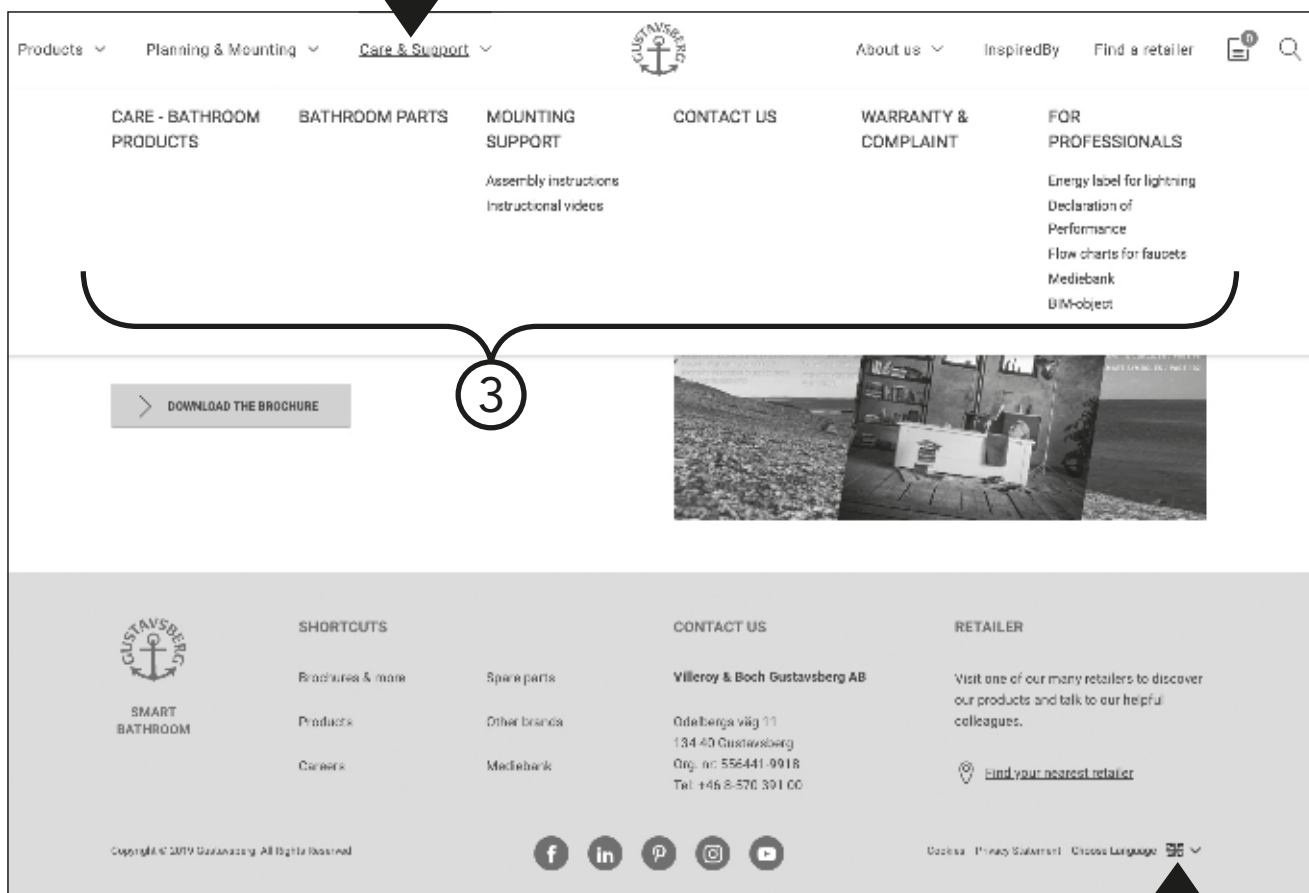 Products
Planning & Mounting
Care & Support
GUSTAVSBERG
About us
InspiredBy
Find a retailer
0
CARE - BATHROOM
PRODUCTS
BATHROOM PARTS
MOUNTING
SUPPORT
Assembly instructions
Instructional videos
CONTACT US
WARRANTY &
COMPLAINT
FOR
PROFESSIONALS
Energy label for lightning
Declaration of
Performance
Flow charts for faucets
Mediebank
BIM-object
3
DOWNLOAD THE BROCHURE
GUSTAVSBERG
SMART
BATHROOM
SHORTCUTS
Brochures & more
Products
Careers
Spare parts
Other brands
Mediebank
CONTACT US
Villeroy & Boch Gustavsberg AB
Odelbergs väg 11
134 40 Gustavsberg
Org. nr: 556441-9918
Tel. +46 8-570 391 00
RETAILER
Visit one of our many retailers to discover
our products and talk to our helpful
colleagues.
Find your nearest retailer
Copyright © 2019 Gustavsberg. All Rights Reserved
f
in
Cookies Privacy Statement Choose Language